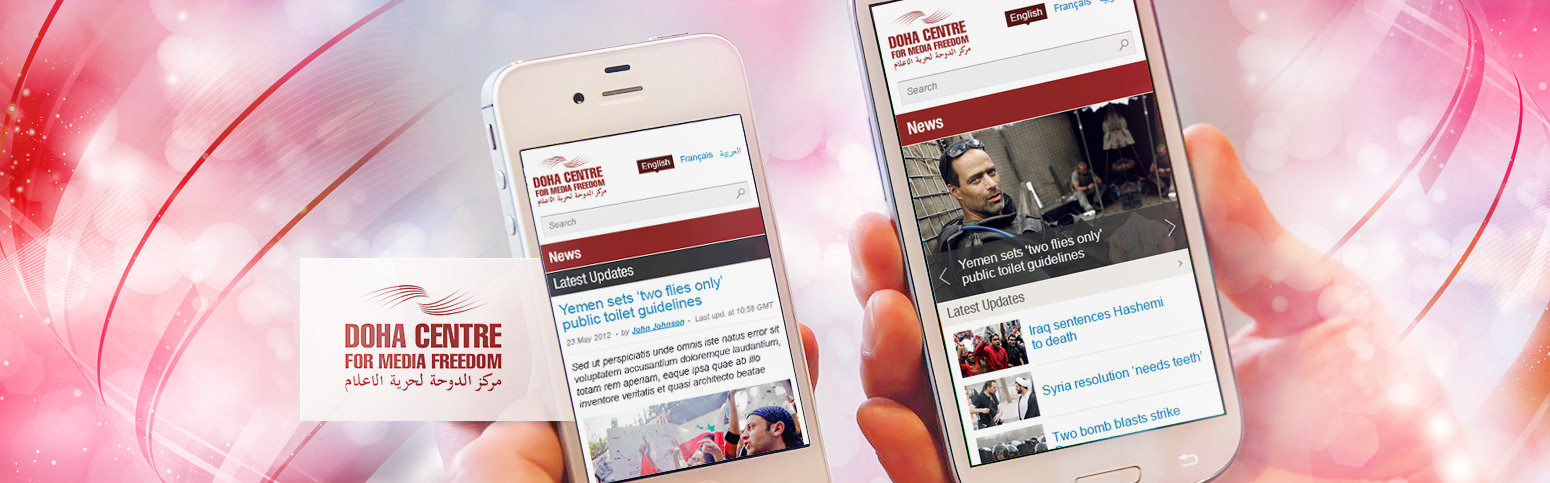 DOHA CENTRE
FOR MEDIA FREEDOM
مركز الدوحة لحرية الاعلام
DOHA CENTRE
FOR MEDIA FREEDOM
مركز الدوحة لحرية الاعلام
English Français العربية
Search
News
Latest Updates
Yemen sets ‘two flies only’
public toilet guidelines
23 May 2012 - by John Johnson - Last upd. at 10:58 GMT
Sed ut perspiciatis unde omnis iste natus error sit
voluptatem accusantium doloremque laudantium,
totam rem aperiam, eaque ipsa quae ab illo
inventore veritatis et quasi architecto beatae
DOHA CENTRE
FOR MEDIA FREEDOM
مركز الدوحة لحرية الاعلام
English Français
Search
News
Yemen sets 'two flies only'
public toilet guidelines
Latest Updates
Iraq sentences Hashemi
to death
Syria resolution 'needs teeth'
Two bomb blasts strike